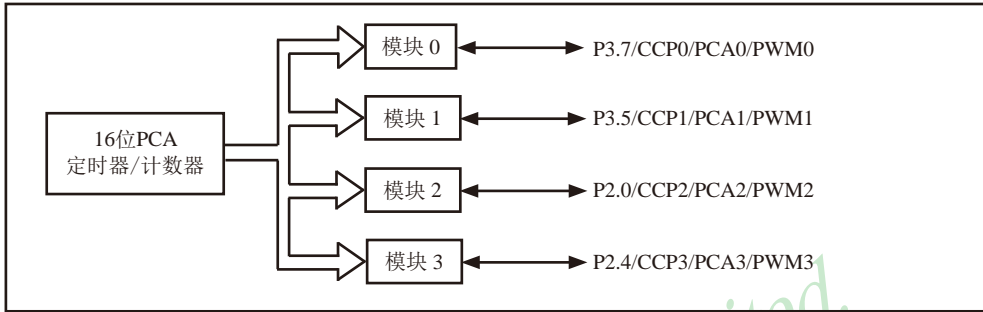 模块 0
P3.7/CCP0/PCA0/PWM0
模块 1
P3.5/CCP1/PCA1/PWM1
16位PCA
定时器/计数器
模块 2
P2.0/CCP2/PCA2/PWM2
模块 3
P2.4/CCP3/PCA3/PWM3